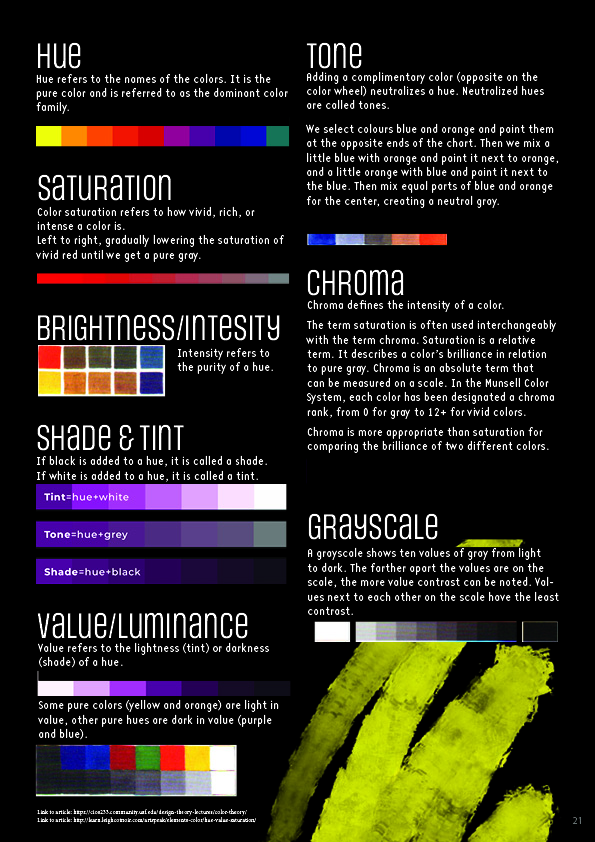 Hue
Hue refers to the names of the colors. It is the
pure color and is referred to as the dominant color
family.
Saturation
Color saturation refers to how vivid, rich, or
intense a color is.
Left to right, gradually lowering the saturation of
vivid red until we get a pure gray.
Brightness/Intesity
Intensity refers to
the purity of a hue.
Shade & Tint
If black is added to a hue, it is called a shade.
If white is added to a hue, it is called a tint.
Tint=hue+white
Tone=hue+grey
Shade=hue+black
Value/Luminance
Value refers to the lightness (tint) or darkness
(shade) of a hue.
Some pure colors (yellow and orange) are light in
value, other pure hues are dark in value (purple
and blue).
Link to article: https://cios233.community.uaf.edu/design-theory-lectures/color-theory/
Link to article: http://learn.leighcotnoir.com/artspeak/elements-color/hue-value-saturation/
Tone
Adding a complimentary color (opposite on the
color wheel) neutralizes a hue. Neutralized hues
are called tones.
We select colours blue and orange and paint them
at the opposite ends of the chart. Then we mix a
little blue with orange and paint it next to orange,
and a little orange with blue and paint it next to
the blue. Then mix equal parts of blue and orange
for the center, creating a neutral gray.
Chroma
Chroma defines the intensity of a color.
The term saturation is often used interchangeably
with the term chroma. Saturation is a relative
term. It describes a color's brilliance in relation
to pure gray. Chroma is an absolute term that
can be measured on a scale. In the Munsell Color
System, each color has been designated a chroma
rank, from 0 for gray to 12+ for vivid colors.
Chroma is more appropriate than saturation for
comparing the brilliance of two different colors.
Grayscale
A grayscale shows ten values of gray from light
to dark. The farther apart the values are on the
scale, the more value contrast can be noted. Val-
ues next to each other on the scale have the least
contrast.
21